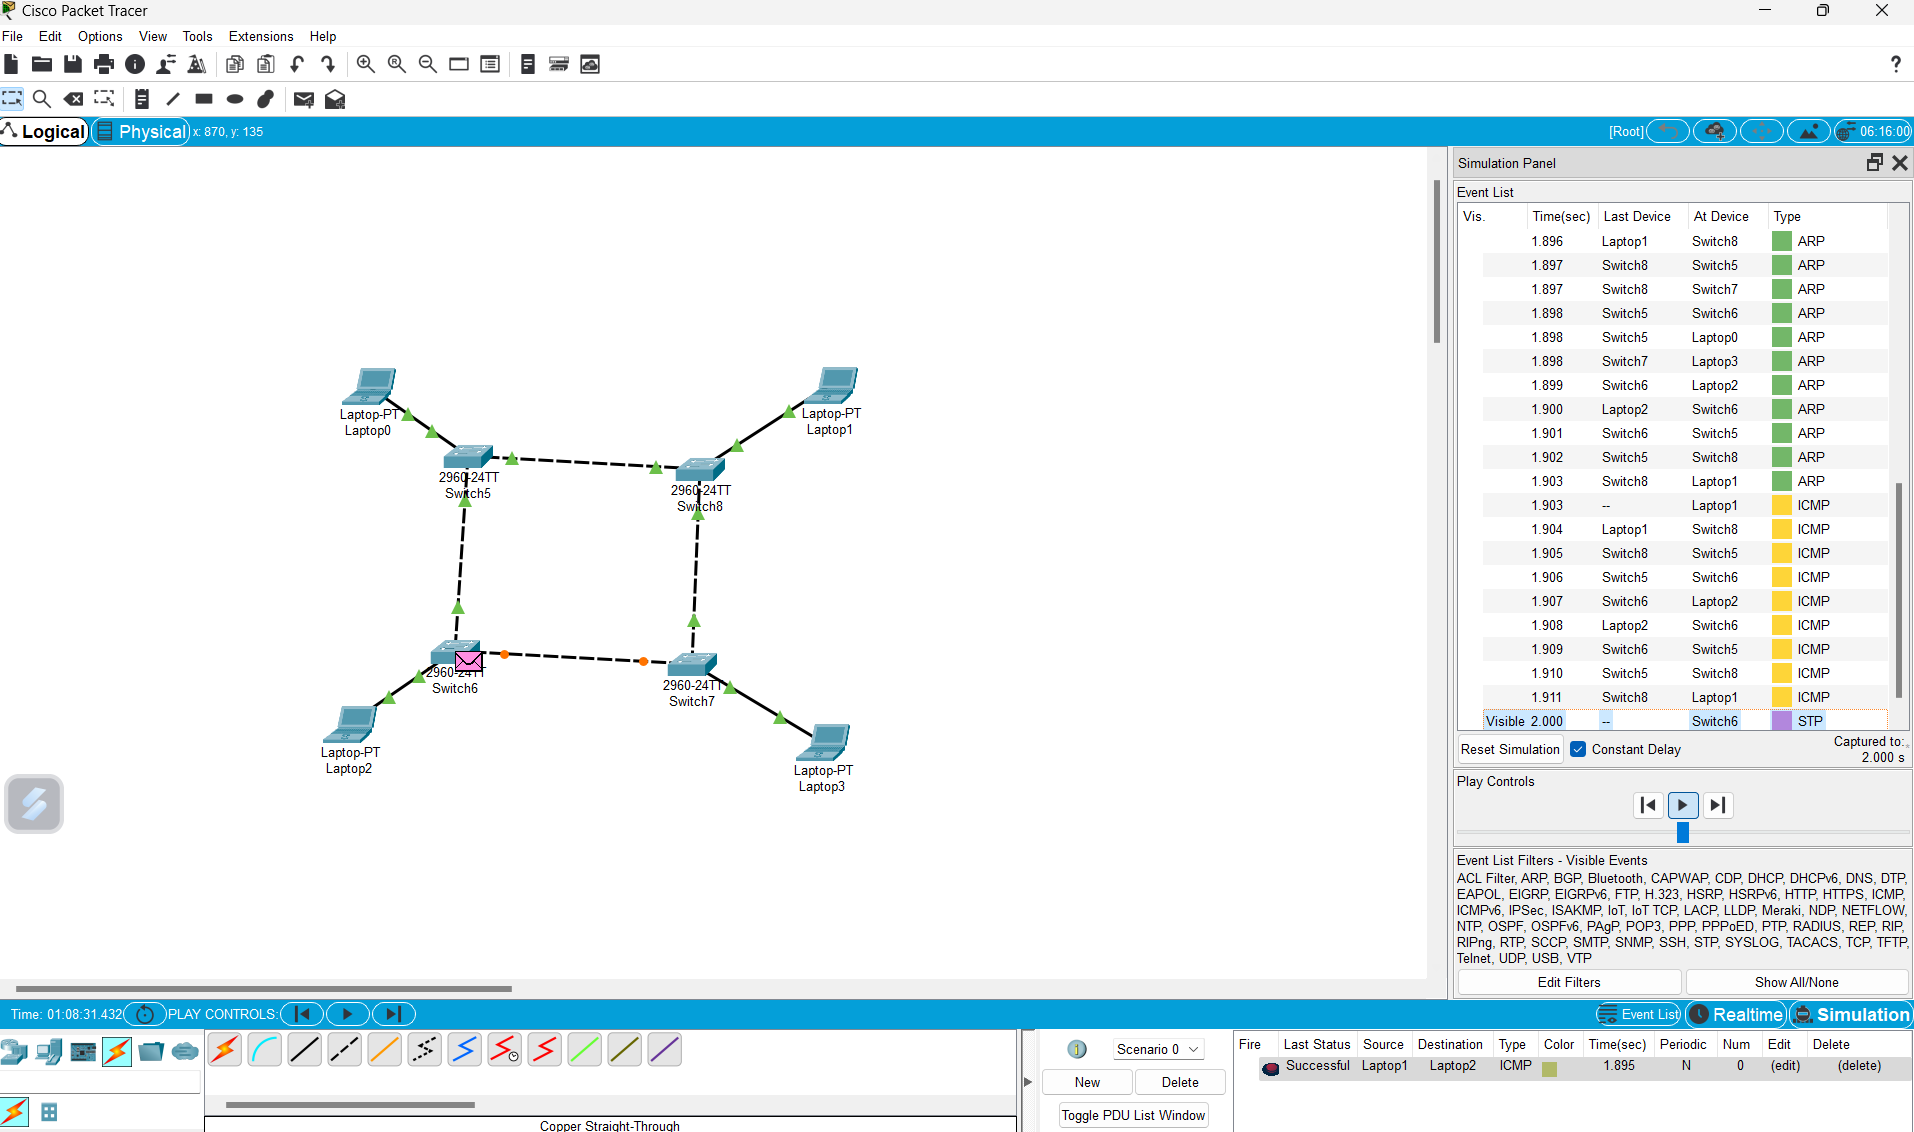 Cisco Packet Tracer
File Edit Options View Tools Extensions Help
Logical Physical x: 870, y: 135 [Root] 06:16:00
Simulation Panel
Event List
Vis. Time(sec) Last Device At Device Type
1.896 Laptop1 Switch8 ARP
1.897 Switch8 Switch5 ARP
1.897 Switch8 Switch7 ARP
1.898 Switch5 Switch6 ARP
1.898 Switch5 Laptop0 ARP
1.898 Switch7 Laptop3 ARP
1.899 Switch6 Laptop2 ARP
1.900 Laptop2 Switch6 ARP
1.901 Switch6 Switch5 ARP
1.902 Switch5 Switch8 ARP
1.903 Switch8 Laptop1 ARP
1.903 -- Laptop1 ICMP
1.904 Laptop1 Switch8 ICMP
1.905 Switch8 Switch5 ICMP
1.906 Switch5 Switch6 ICMP
1.907 Switch6 Laptop2 ICMP
1.908 Laptop2 Switch6 ICMP
1.909 Switch6 Switch5 ICMP
1.910 Switch5 Switch8 ICMP
1.911 Switch8 Laptop1 ICMP
Visible 2.000 -- Switch6 STP
Reset Simulation Constant Delay Captured to:
2.000 s
Play Controls
Event List Filters - Visible Events
ACL Filter, ARP, BGP, Bluetooth, CAPWAP, CDP, DHCP, DHCPv6, DNS, DTP,
EAPOL, EIGRP, EIGRPv6, FTP, H.323, HSRP, HSRPv6, HTTP, HTTPS, ICMP,
ICMPv6, IPSec, ISAKMP, IoT, IoT TCP, LACP, LLDP, Meraki, NDP, NETFLOW,
NTP, OSPF, OSPFv6, PAgP, POP3, PPP, PPPoED, PTP, RADIUS, REP, RIP,
RIPng, RTP, SCCP, SMTP, SNMP, SSH, STP, SYSLOG, TACACS, TCP, TFTP,
Telnet, UDP, USB, VTP
Edit Filters Show All/None
Laptop-PT
Laptop0
Laptop-PT
Laptop1
2960-24TT
Switch5
2960-24TT
Switch8
2960-24TT
Switch6
2960-24TT
Switch7
Laptop-PT
Laptop2
Laptop-PT
Laptop3
Time: 01:08:31.432 PLAY CONTROLS: Event List Realtime Simulation
Scenario 0
New Delete
Toggle PDU List Window
Fire Last Status Source Destination Type Color Time(sec) Periodic Num Edit Delete
Successful Laptop1 Laptop2 ICMP 1.895 N 0 (edit) (delete)
Copper Straight-Through